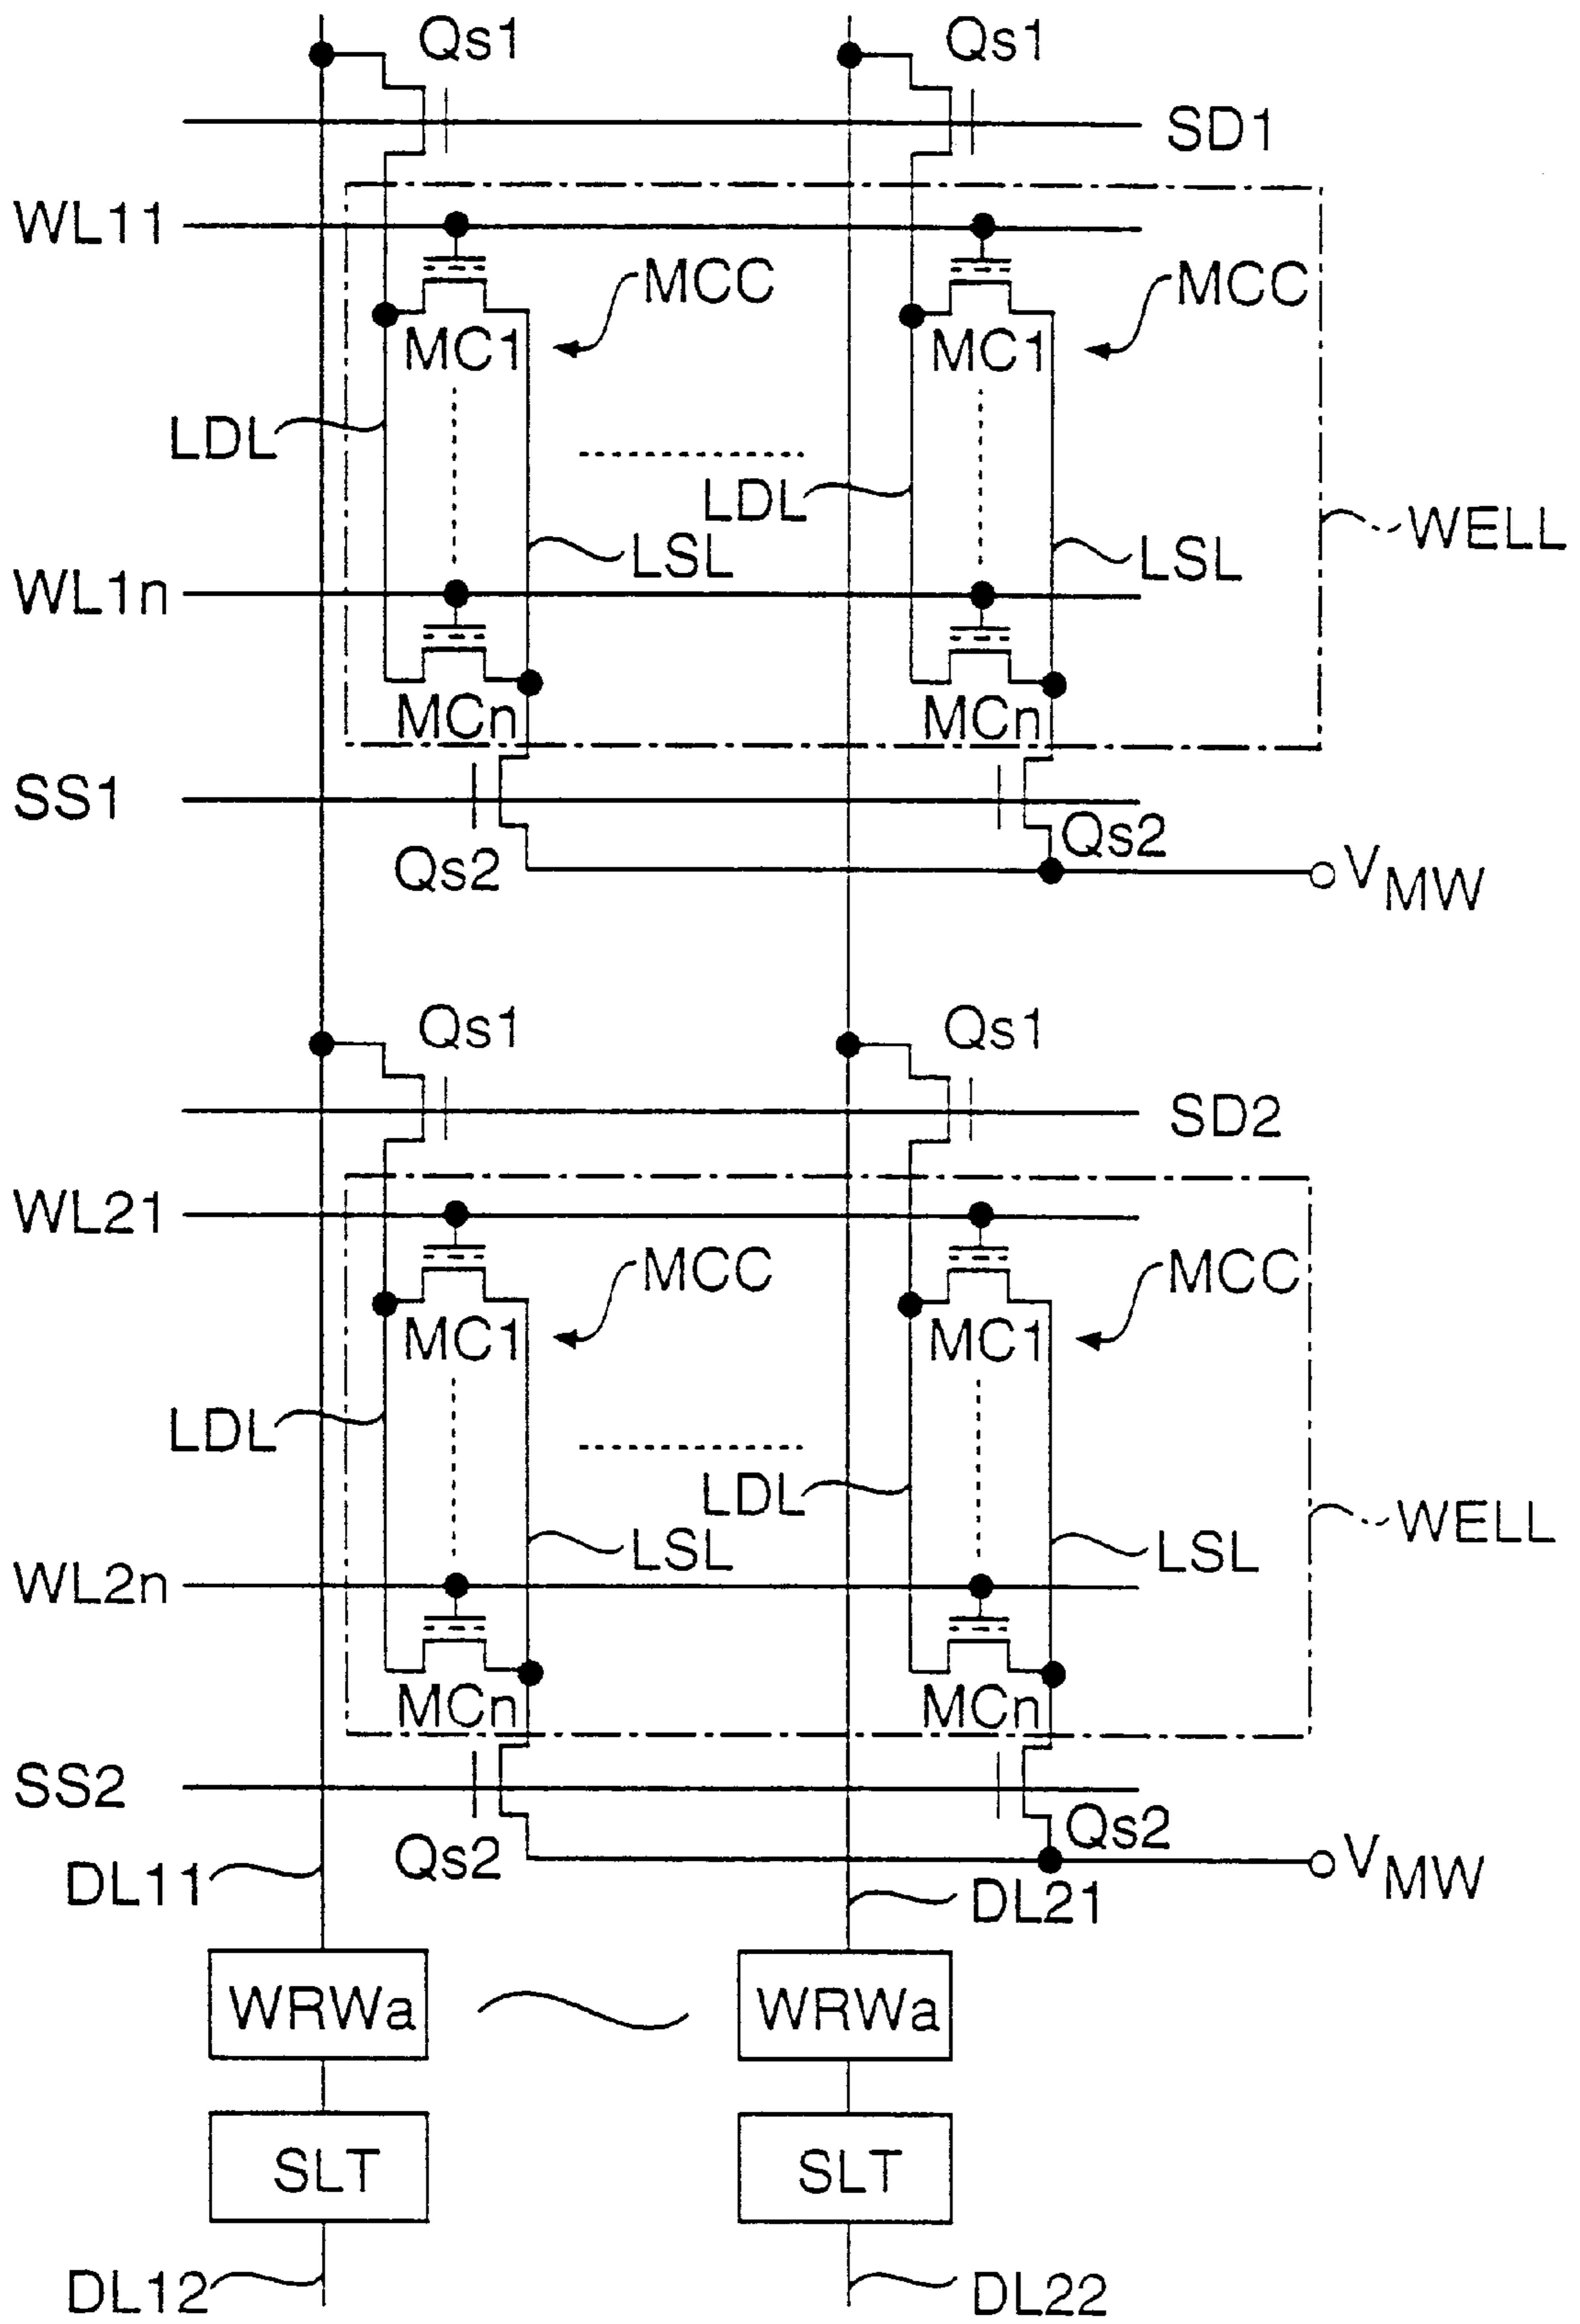 Qs1 Qs1
SD1
WL11
MCC MCC
MC1 MC1
LDL
LDL
WELL
LSL LSL
WL1n
MCn MCn
SS1
Qs2
Qs2
VMW
Qs1 Qs1
SD2
WL21
MCC MCC
MC1 MC1
LDL
LDL
WELL
LSL LSL
WL2n
MCn MCn
SS2
Qs2
Qs2
VMW
DL11
DL21
WRWa WRWa
SLT SLT
DL12 DL22